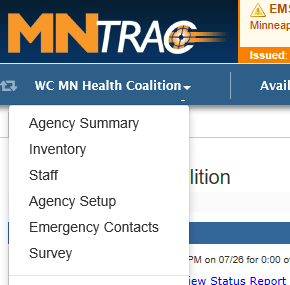 MNTRAC
EMS
Minneap
Issued:
WC MN Health Coalition
Avail
Agency Summary
Inventory
Staff
Agency Setup
Emergency Contacts
Survey
lition
PM on 07/26 for 0:00 o
iew Status Report